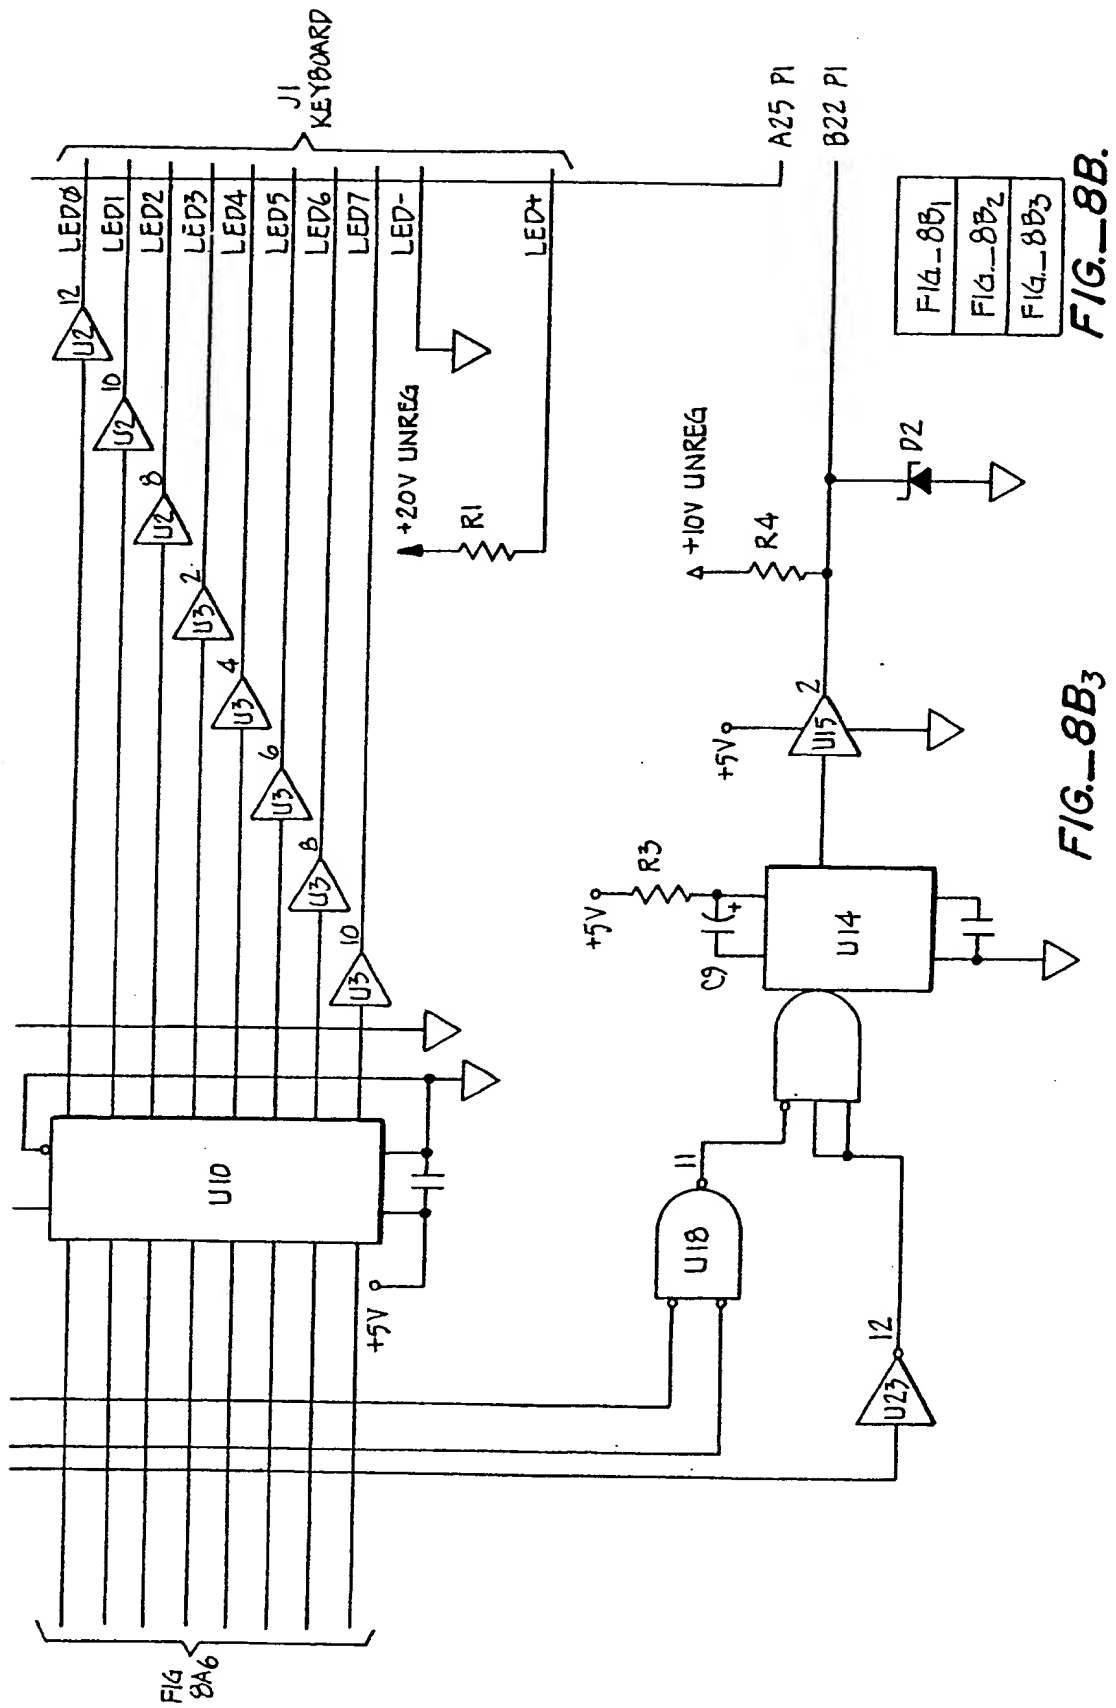 FIG
8A6
U10
+5V
U2
12
U2
10
U2
8
U3
2
U3
4
U3
6
U3
8
U3
10
LED0
LED1
LED2
LED3
LED4
LED5
LED6
LED7
LED-
LED+
J1
KEYBOARD
+20V UNREG
R1
A25 P1
B22 P1
U18
11
U23
12
U14
C9
+
+5V
R3
U15
+5V
2
+10V UNREG
R4
D2
FIG._8B3
FIG._8B1
FIG._8B2
FIG._8B3
FIG._8B.